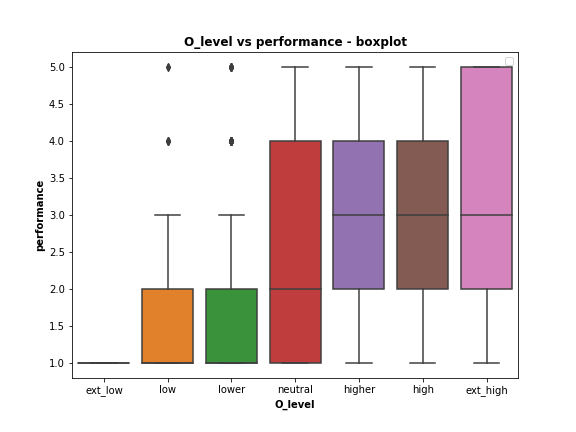 O_level vs performance - boxplot
5.0
4.5
4.0
3.5
3.0
2.5
2.0
1.5
1.0
performance
ext_low low lower neutral higher high ext_high
O_level